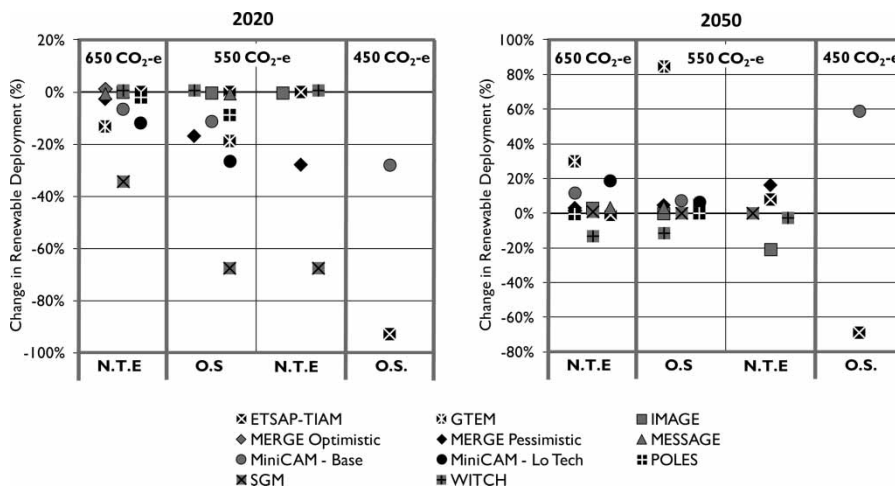 2020
20%
0%
-20%
-40%
-60%
-80%
-100%
Change in Renewable Deployment (%)
650 CO₂-e
550 CO₂-e
450 CO₂-e
N.T.E
O.S
N.T.E
O.S.
2050
100%
80%
60%
40%
20%
0%
-20%
-40%
-60%
-80%
Change in Renewable Deployment (%)
650 CO₂-e
550 CO₂-e
450 CO₂-e
N.T.E
O.S
N.T.E
O.S.
ETSAP-TIAM
GTEM
IMAGE
MERGE Optimistic
MERGE Pessimistic
MESSAGE
MiniCAM - Base
MiniCAM - Lo Tech
POLES
SGM
WITCH